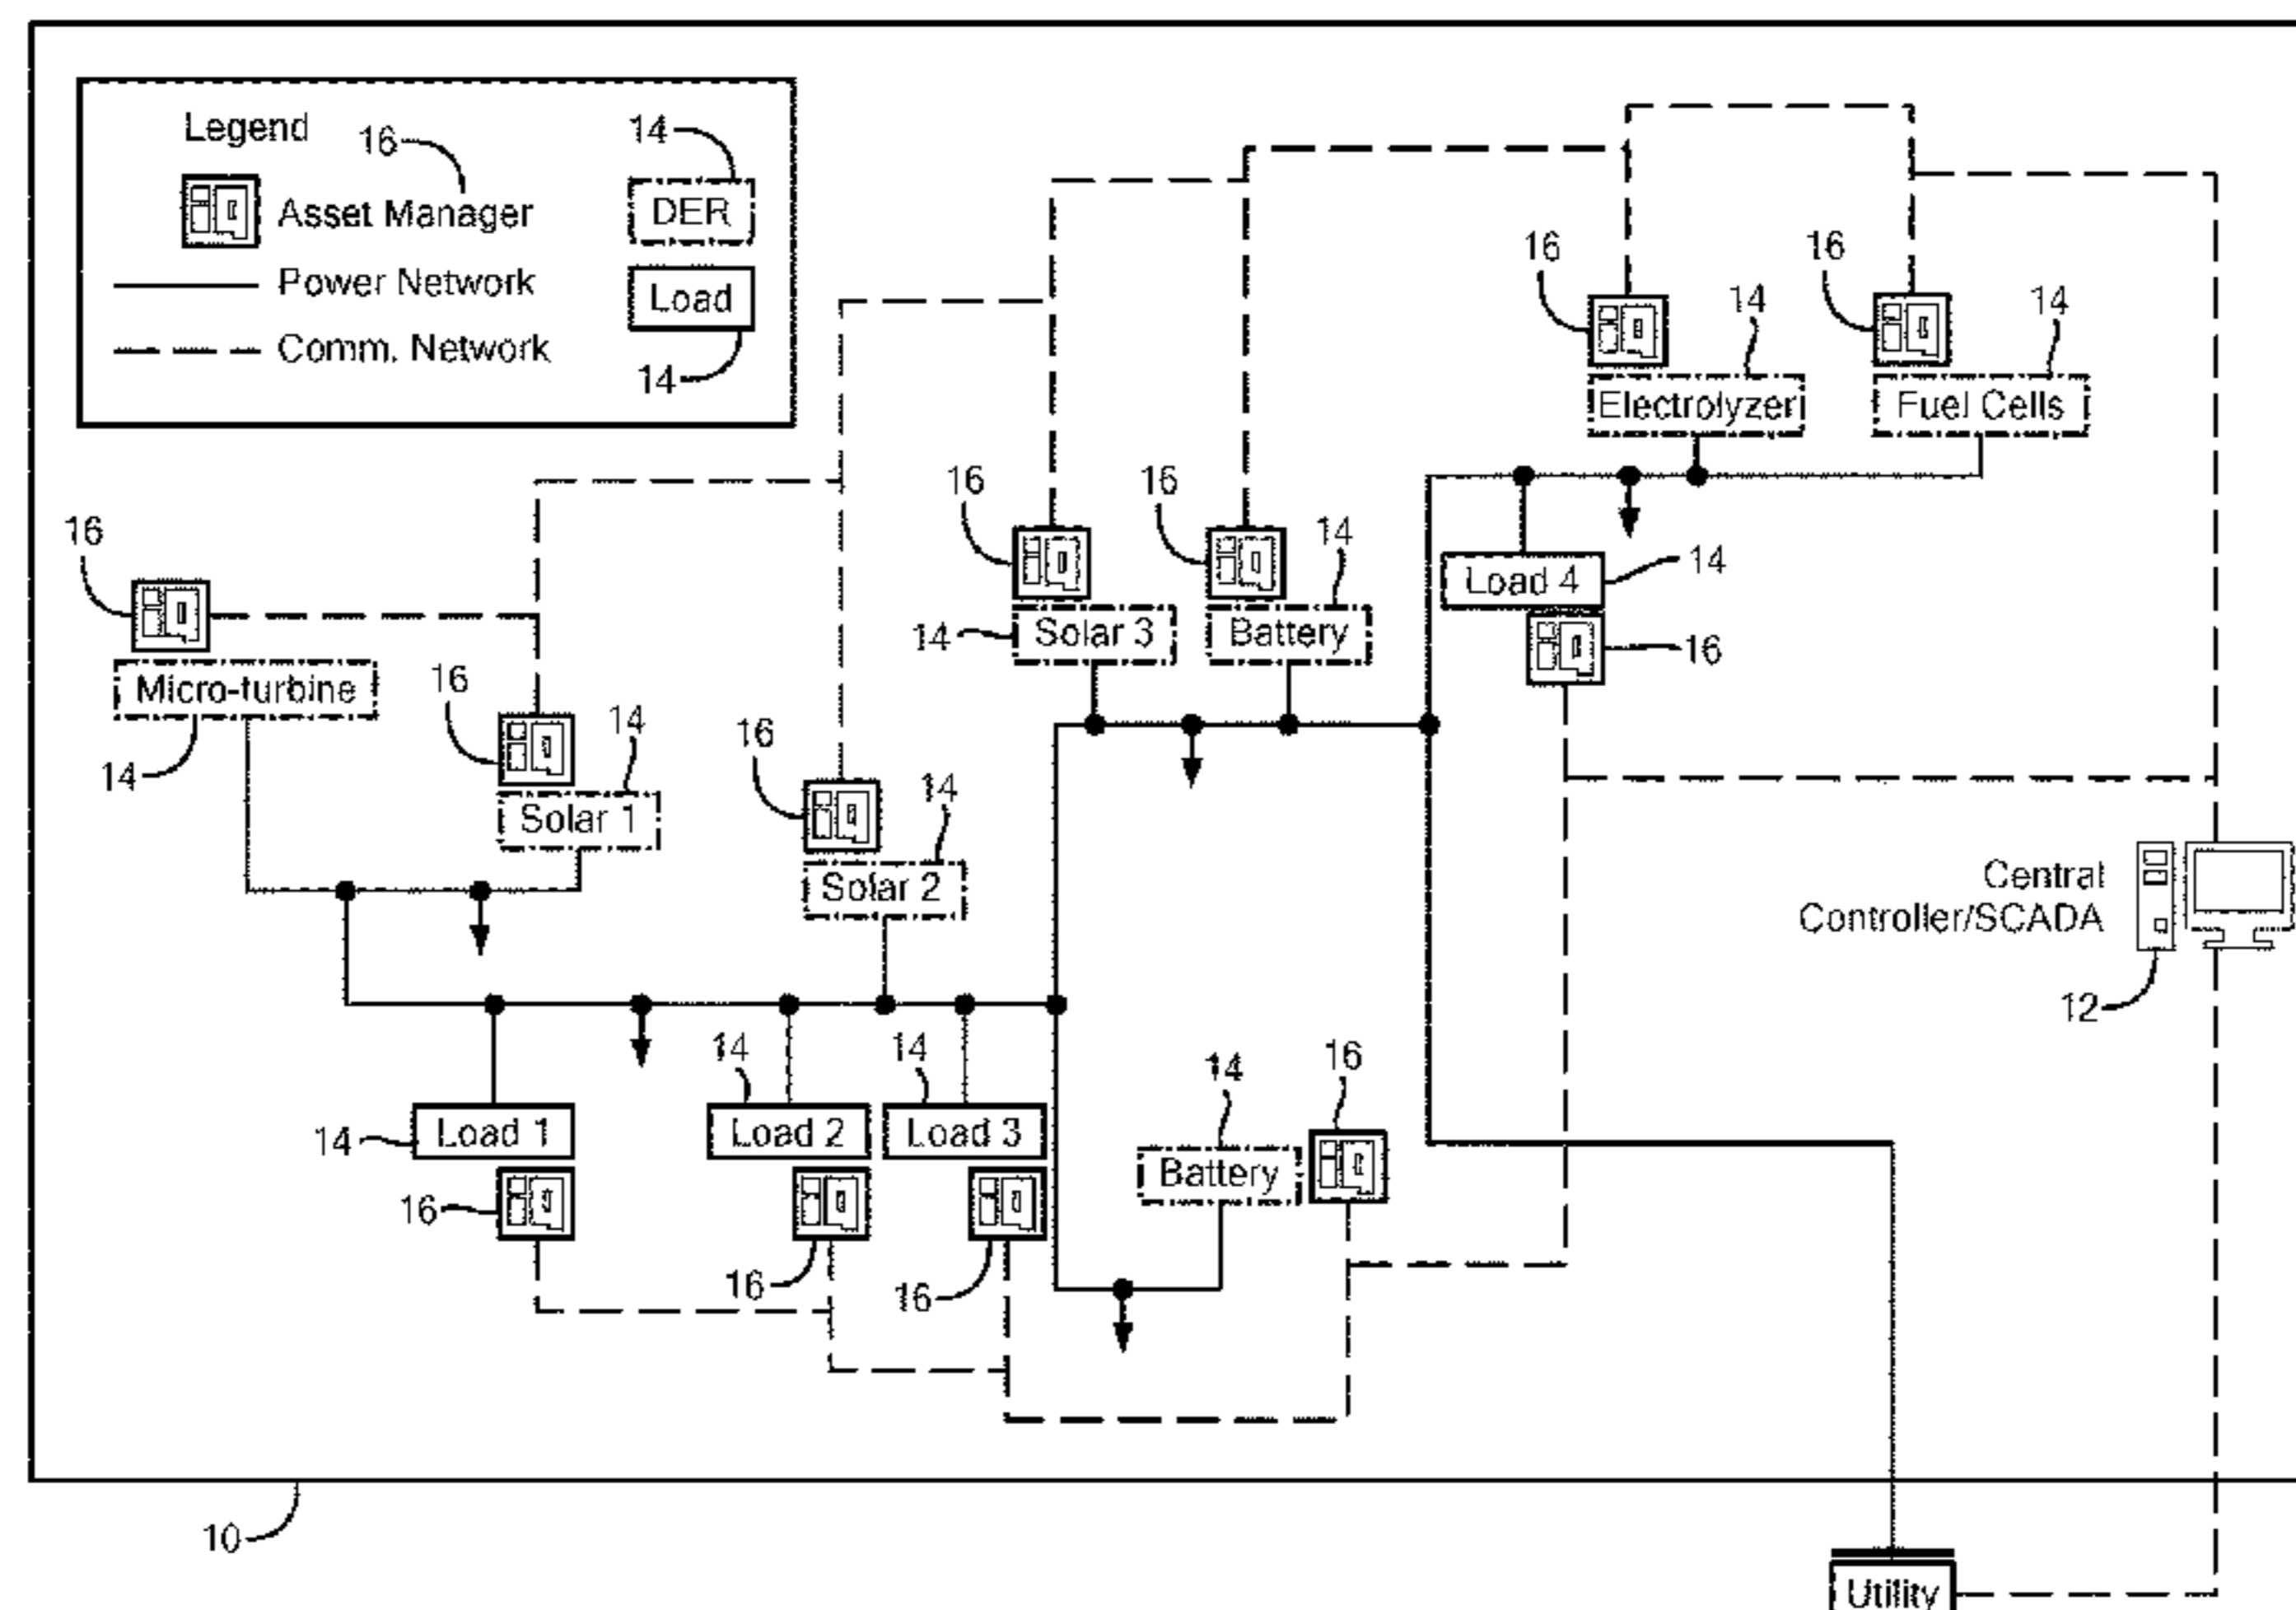 Legend
16
14
Asset Manager
DER
Power Network
Load
Comm. Network
14
16
16
14
14
Electrolyzer
Fuel Cells
16
16
14
16
Load 4
14
14
Solar 3
Battery
16
Micro-turbine
16
14
14
16
14
Solar 1
Solar 2
Central
Controller/SCADA
12
14
14
14
16
14
Load 1
Load 2
Load 3
Battery
16
16
16
10
Utility